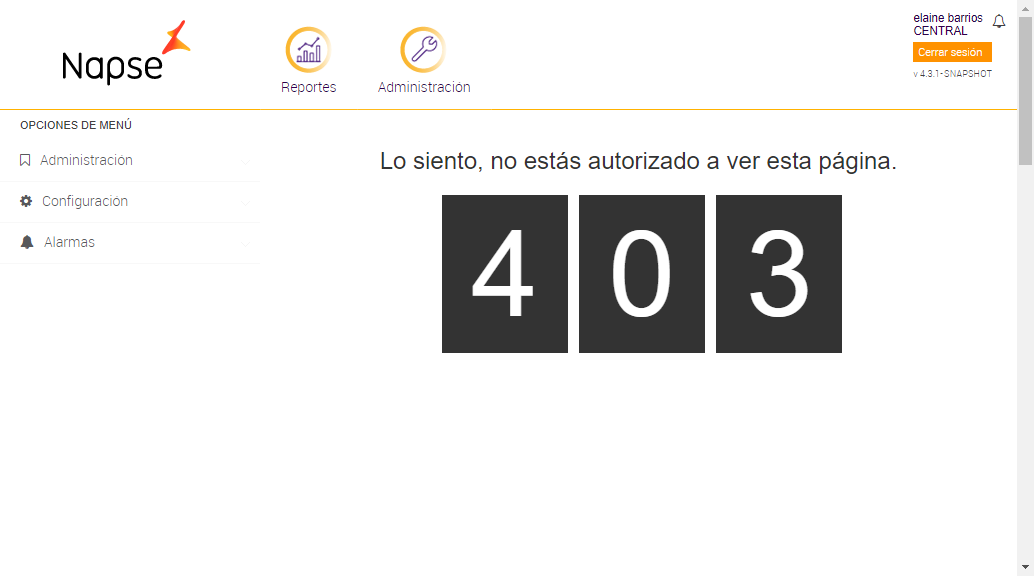 Napse
Reportes
Administración
elaine barrios
CENTRAL
Cerrar sesión
v 4.3.1-SNAPSHOT
OPCIONES DE MENÚ
Administración
Configuración
Alarmas
Lo siento, no estás autorizado a ver esta página.
4 0 3